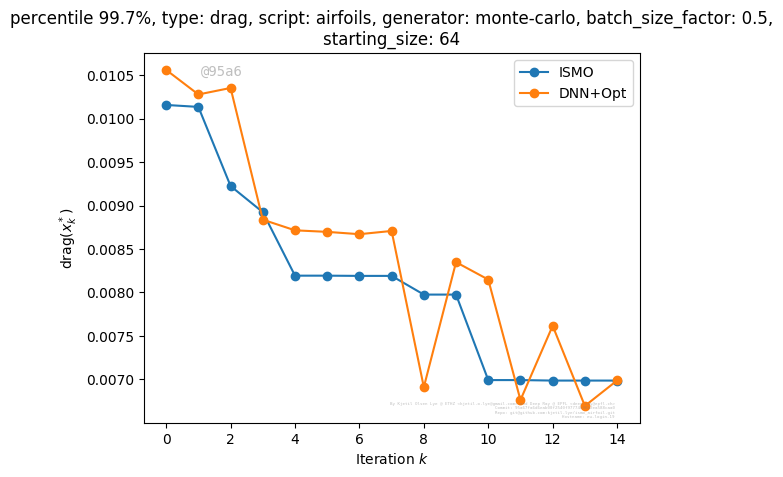 percentile 99.7%, type: drag, script: airfoils, generator: monte-carlo, batch_size_factor: 0.5,
starting_size: 64
@95a6
ISMO
DNN+Opt
0.0105
0.0100
0.0095
0.0090
0.0085
0.0080
0.0075
0.0070
drag(x_k^*)
0 2 4 6 8 10 12 14
Iteration k